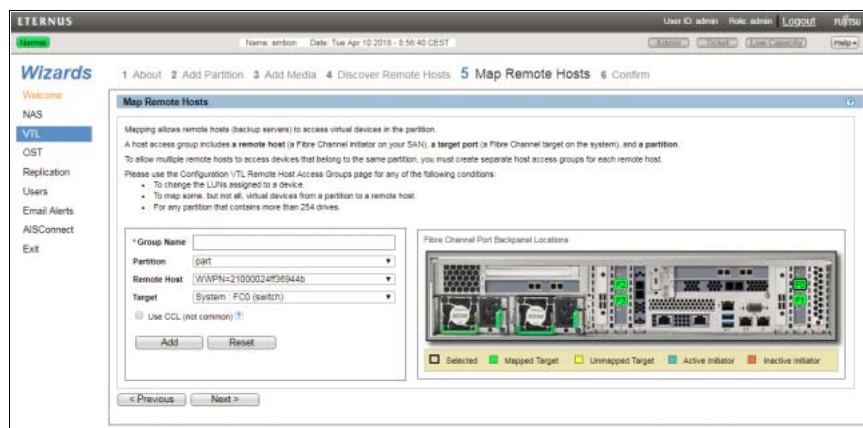 ETERNUS
User ID: admin Role: admin Logout FUJITSU
Normal Name: ambon Date: Tue Apr 10 2018 - 8:56:40 CEST Admin Ticket Low Capacity Help
Wizards
1 About 2 Add Partition 3 Add Media 4 Discover Remote Hosts 5 Map Remote Hosts 6 Confirm
Welcome
NAS
VTL
OST
Replication
Users
Email Alerts
AISConnect
Exit
Map Remote Hosts
Mapping allows remote hosts (backup servers) to access virtual devices in the partition.
A host access group includes a remote host (a Fibre Channel initiator on your SAN), a target port (a Fibre Channel target on the system), and a partition.
To allow multiple remote hosts to access devices that belong to the same partition, you must create separate host access groups for each remote host.
Please use the Configuration VTL Remote Host Access Groups page for any of the following conditions:
• To change the LUNs assigned to a device.
• To map some, but not all, virtual devices from a partition to a remote host.
• For any partition that contains more than 254 drives.
* Group Name
Partition part
Remote Host WWPN=21000024ff36944b
Target System : FC0 (switch)
Use CCL (not common) ?
Add Reset
Fibre Channel Port Backpanel Locations
F2 F0
F3 F1
Selected Mapped Target Unmapped Target Active Initiator Inactive Initiator
< Previous Next >